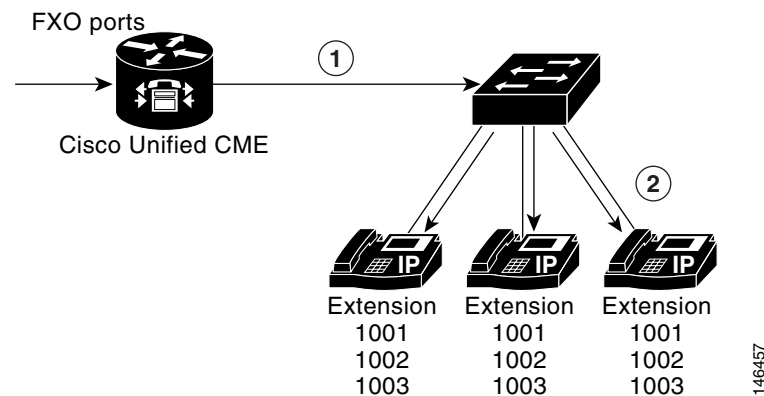 FXO ports
1
Cisco Unified CME
2
IP IP IP
Extension Extension Extension
1001 1001 1001
1002 1002 1002
1003 1003 1003
146457